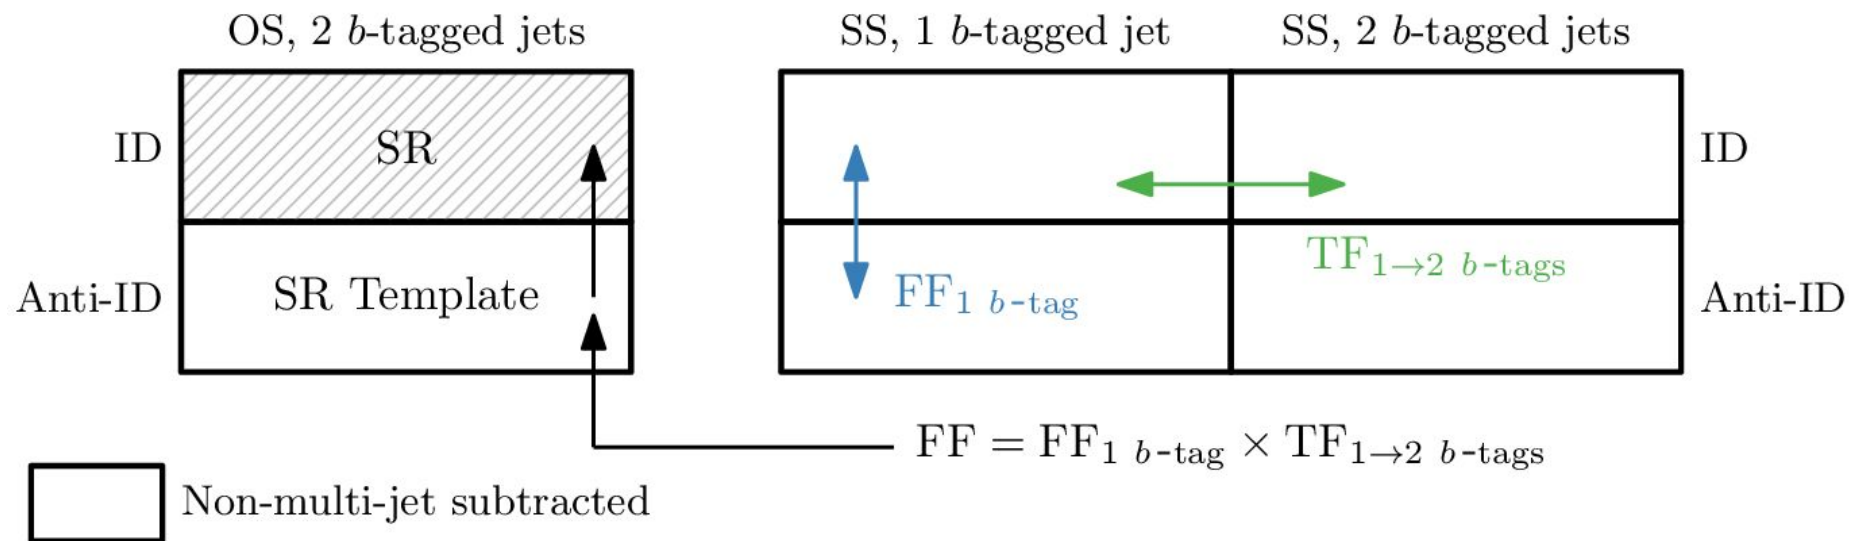 OS, 2 b-tagged jets
SS, 1 b-tagged jet
SS, 2 b-tagged jets
ID
SR
ID
Anti-ID
SR Template
FF1 b-tag
TF1→2 b-tags
Anti-ID
FF = FF1 b-tag × TF1→2 b-tags
Non-multi-jet subtracted